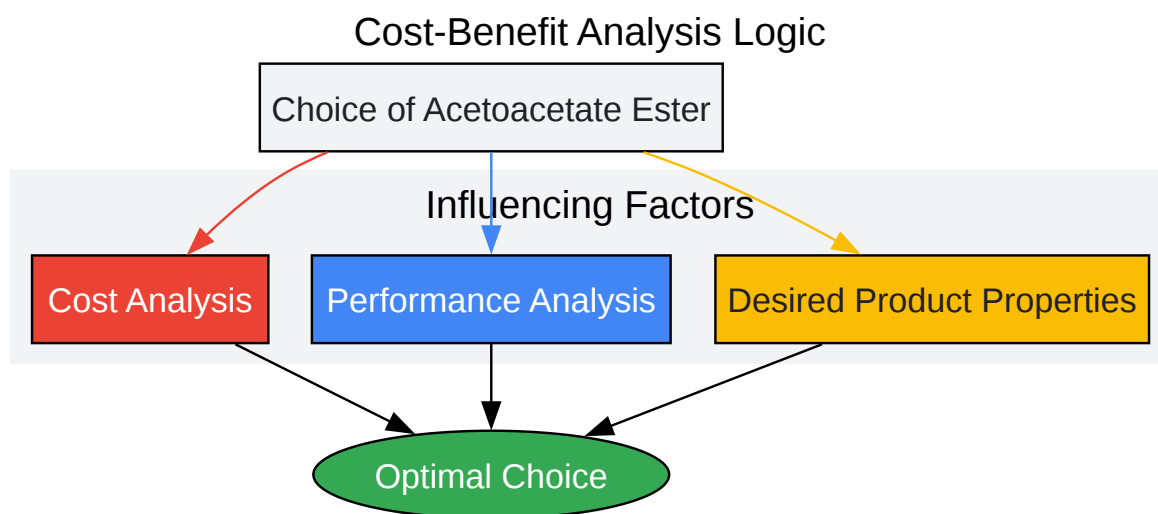 Cost-Benefit Analysis Logic
Choice of Acetoacetate Ester
Influencing Factors
Cost Analysis
Performance Analysis
Desired Product Properties
Optimal Choice